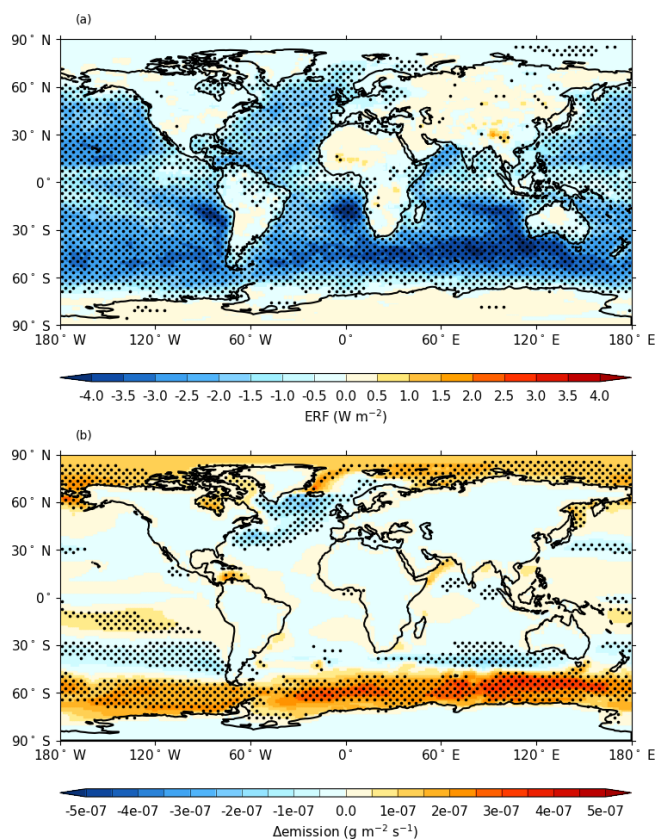 (a)
90° N
60° N
30° N
0°
30° S
60° S
90° S
180° W 120° W 60° W 0° 60° E 120° E 180° E
-4.0 -3.5 -2.5 -2.0 -1.5 -1.0 -0.5 0.0 0.5 1.0 1.5 2.0 2.5 3.0 3.5 4.0
ERF (W m⁻²)
(b)
90° N
60° N
30° N
0°
30° S
60° S
90° S
180° W 120° W 60° W 0° 60° E 120° E 180° E
-5e-07 -4e-07 -3e-07 -2e-07 -1e-07 0.0 1e-07 2e-07 3e-07 4e-07 5e-07
Δemission (g m⁻² s⁻¹)